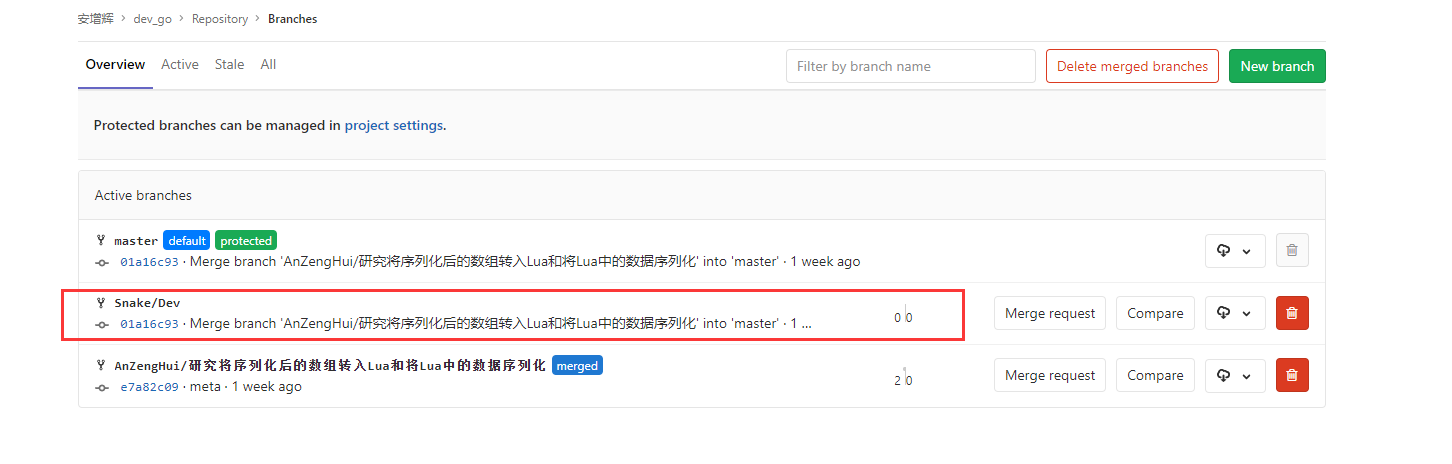 安增辉 › dev_go › Repository › Branches
Overview Active Stale All Filter by branch name Delete merged branches New branch
Protected branches can be managed in project settings.
Active branches
master default protected
01a16c93 · Merge branch 'AnZengHui/研究将序列化后的数组转入Lua和将Lua中的数据序列化' into 'master' · 1 week ago
Snake/Dev
01a16c93 · Merge branch 'AnZengHui/研究将序列化后的数组转入Lua和将Lua中的数据序列化' into 'master' · 1 ... 0 0 Merge request Compare
AnZengHui/研究将序列化后的数组转入Lua和将Lua中的数据序列化 merged
e7a82c09 · meta · 1 week ago 2 0 Merge request Compare